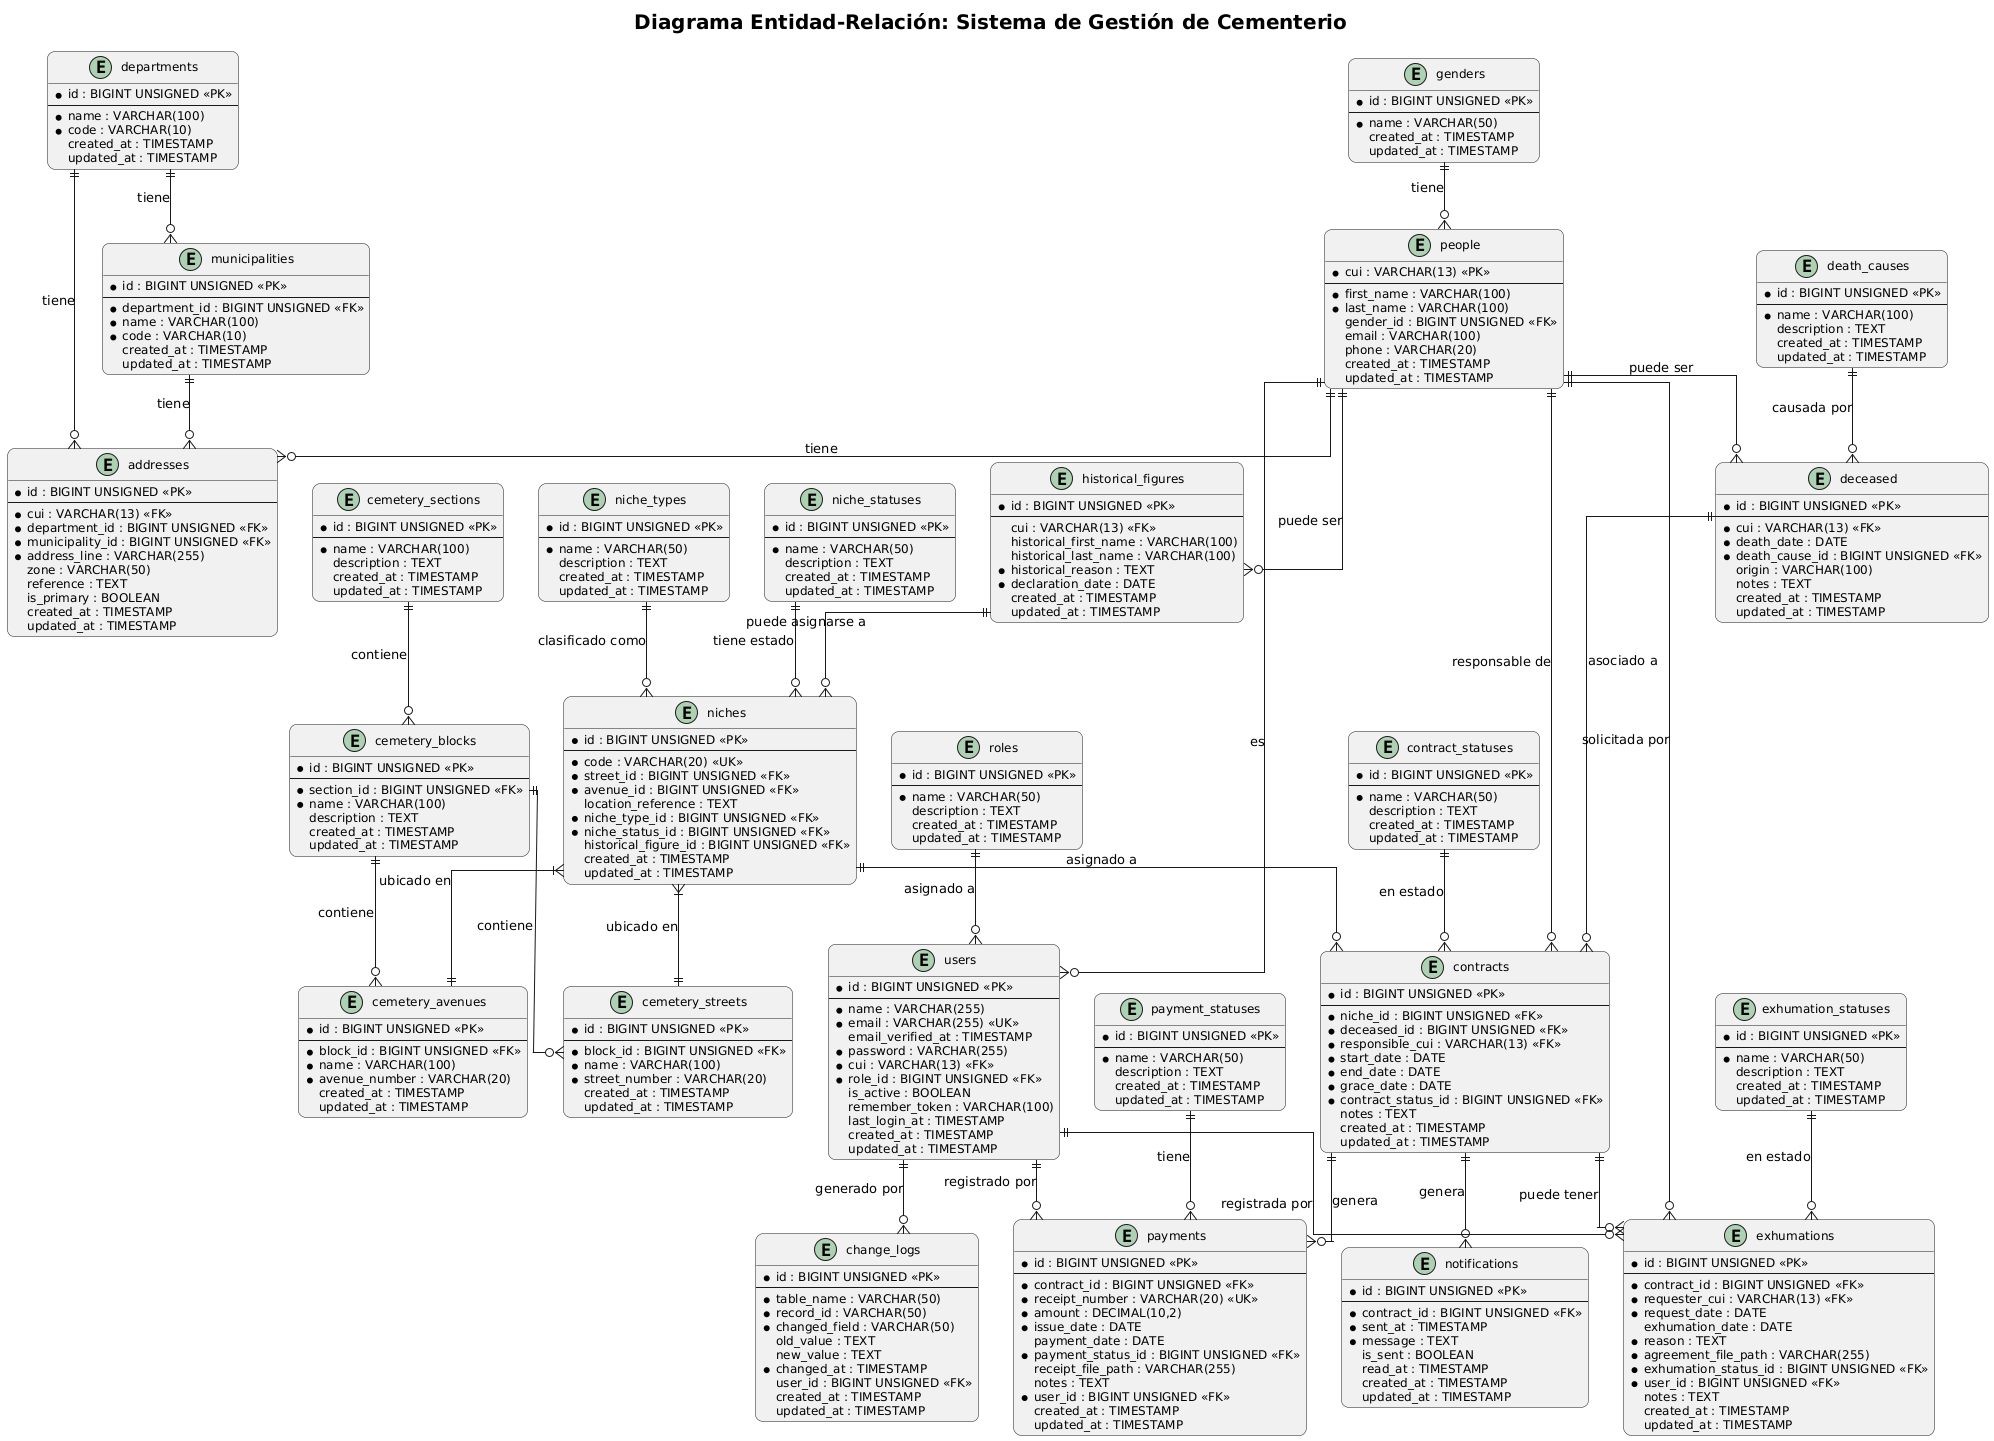 Diagrama Entidad-Relación: Sistema de Gestión de Cementerio
E departments
id : BIGINT UNSIGNED «PK»
name : VARCHAR(100)
code : VARCHAR(10)
created_at : TIMESTAMP
updated_at : TIMESTAMP
E genders
id : BIGINT UNSIGNED «PK»
name : VARCHAR(50)
created_at : TIMESTAMP
updated_at : TIMESTAMP
tiene
tiene
tiene
E municipalities
id : BIGINT UNSIGNED «PK»
department_id : BIGINT UNSIGNED «FK»
name : VARCHAR(100)
code : VARCHAR(10)
created_at : TIMESTAMP
updated_at : TIMESTAMP
E people
cui : VARCHAR(13) «PK»
first_name : VARCHAR(100)
last_name : VARCHAR(100)
gender_id : BIGINT UNSIGNED «FK»
email : VARCHAR(100)
phone : VARCHAR(20)
created_at : TIMESTAMP
updated_at : TIMESTAMP
E death_causes
id : BIGINT UNSIGNED «PK»
name : VARCHAR(100)
description : TEXT
created_at : TIMESTAMP
updated_at : TIMESTAMP
puede ser
tiene
causada por
tiene
E addresses
id : BIGINT UNSIGNED «PK»
cui : VARCHAR(13) «FK»
department_id : BIGINT UNSIGNED «FK»
municipality_id : BIGINT UNSIGNED «FK»
address_line : VARCHAR(255)
zone : VARCHAR(50)
reference : TEXT
is_primary : BOOLEAN
created_at : TIMESTAMP
updated_at : TIMESTAMP
E cemetery_sections
id : BIGINT UNSIGNED «PK»
name : VARCHAR(100)
description : TEXT
created_at : TIMESTAMP
updated_at : TIMESTAMP
E niche_types
id : BIGINT UNSIGNED «PK»
name : VARCHAR(50)
description : TEXT
created_at : TIMESTAMP
updated_at : TIMESTAMP
E niche_statuses
id : BIGINT UNSIGNED «PK»
name : VARCHAR(50)
description : TEXT
created_at : TIMESTAMP
updated_at : TIMESTAMP
E historical_figures
id : BIGINT UNSIGNED «PK»
cui : VARCHAR(13) «FK»
historical_first_name : VARCHAR(100)
historical_last_name : VARCHAR(100)
historical_reason : TEXT
declaration_date : DATE
created_at : TIMESTAMP
updated_at : TIMESTAMP
puede ser
E deceased
id : BIGINT UNSIGNED «PK»
cui : VARCHAR(13) «FK»
death_date : DATE
death_cause_id : BIGINT UNSIGNED «FK»
origin : VARCHAR(100)
notes : TEXT
created_at : TIMESTAMP
updated_at : TIMESTAMP
puede asignarse a
clasificado como
tiene estado
contiene
responsable de
asociado a
solicitada por
es
E cemetery_blocks
id : BIGINT UNSIGNED «PK»
section_id : BIGINT UNSIGNED «FK»
name : VARCHAR(100)
description : TEXT
created_at : TIMESTAMP
updated_at : TIMESTAMP
E niches
id : BIGINT UNSIGNED «PK»
code : VARCHAR(20) «UK»
street_id : BIGINT UNSIGNED «FK»
avenue_id : BIGINT UNSIGNED «FK»
location_reference : TEXT
niche_type_id : BIGINT UNSIGNED «FK»
niche_status_id : BIGINT UNSIGNED «FK»
historical_figure_id : BIGINT UNSIGNED «FK»
created_at : TIMESTAMP
updated_at : TIMESTAMP
E roles
id : BIGINT UNSIGNED «PK»
name : VARCHAR(50)
description : TEXT
created_at : TIMESTAMP
updated_at : TIMESTAMP
E contract_statuses
id : BIGINT UNSIGNED «PK»
name : VARCHAR(50)
description : TEXT
created_at : TIMESTAMP
updated_at : TIMESTAMP
asignado a
ubicado en
asignado a
en estado
contiene
contiene
ubicado en
E cemetery_avenues
id : BIGINT UNSIGNED «PK»
block_id : BIGINT UNSIGNED «FK»
name : VARCHAR(100)
avenue_number : VARCHAR(20)
created_at : TIMESTAMP
updated_at : TIMESTAMP
E cemetery_streets
id : BIGINT UNSIGNED «PK»
block_id : BIGINT UNSIGNED «FK»
name : VARCHAR(100)
street_number : VARCHAR(20)
created_at : TIMESTAMP
updated_at : TIMESTAMP
E users
id : BIGINT UNSIGNED «PK»
name : VARCHAR(255)
email : VARCHAR(255) «UK»
email_verified_at : TIMESTAMP
password : VARCHAR(255)
cui : VARCHAR(13) «FK»
role_id : BIGINT UNSIGNED «FK»
is_active : BOOLEAN
remember_token : VARCHAR(100)
last_login_at : TIMESTAMP
created_at : TIMESTAMP
updated_at : TIMESTAMP
E payment_statuses
id : BIGINT UNSIGNED «PK»
name : VARCHAR(50)
description : TEXT
created_at : TIMESTAMP
updated_at : TIMESTAMP
E contracts
id : BIGINT UNSIGNED «PK»
niche_id : BIGINT UNSIGNED «FK»
deceased_id : BIGINT UNSIGNED «FK»
responsible_cui : VARCHAR(13) «FK»
start_date : DATE
end_date : DATE
grace_date : DATE
contract_status_id : BIGINT UNSIGNED «FK»
notes : TEXT
created_at : TIMESTAMP
updated_at : TIMESTAMP
E exhumation_statuses
id : BIGINT UNSIGNED «PK»
name : VARCHAR(50)
description : TEXT
created_at : TIMESTAMP
updated_at : TIMESTAMP
generado por
registrado por
tiene
registrada por
genera
genera
puede tener
en estado
E change_logs
id : BIGINT UNSIGNED «PK»
table_name : VARCHAR(50)
record_id : VARCHAR(50)
changed_field : VARCHAR(50)
old_value : TEXT
new_value : TEXT
changed_at : TIMESTAMP
user_id : BIGINT UNSIGNED «FK»
created_at : TIMESTAMP
updated_at : TIMESTAMP
E payments
id : BIGINT UNSIGNED «PK»
contract_id : BIGINT UNSIGNED «FK»
receipt_number : VARCHAR(20) «UK»
amount : DECIMAL(10,2)
issue_date : DATE
payment_date : DATE
payment_status_id : BIGINT UNSIGNED «FK»
receipt_file_path : VARCHAR(255)
notes : TEXT
user_id : BIGINT UNSIGNED «FK»
created_at : TIMESTAMP
updated_at : TIMESTAMP
E notifications
id : BIGINT UNSIGNED «PK»
contract_id : BIGINT UNSIGNED «FK»
sent_at : TIMESTAMP
message : TEXT
is_sent : BOOLEAN
read_at : TIMESTAMP
created_at : TIMESTAMP
updated_at : TIMESTAMP
E exhumations
id : BIGINT UNSIGNED «PK»
contract_id : BIGINT UNSIGNED «FK»
requester_cui : VARCHAR(13) «FK»
request_date : DATE
exhumation_date : DATE
reason : TEXT
agreement_file_path : VARCHAR(255)
exhumation_status_id : BIGINT UNSIGNED «FK»
user_id : BIGINT UNSIGNED «FK»
notes : TEXT
created_at : TIMESTAMP
updated_at : TIMESTAMP